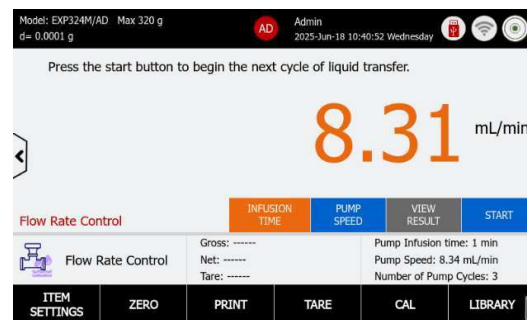 Model: EXP324M/AD Max 320 g
d= 0.0001 g
AD
Admin
2025-Jun-18 10:40:52 Wednesday
Press the start button to begin the next cycle of liquid transfer.
8.31 mL/min
Flow Rate Control
INFUSION
TIME
PUMP
SPEED
VIEW
RESULT
START
Flow Rate Control
Gross: ------
Net: ------
Tare: ------
Pump Infusion time: 1 min
Pump Speed: 8.34 mL/min
Number of Pump Cycles: 3
ITEM
SETTINGS
ZERO
PRINT
TARE
CAL
LIBRARY